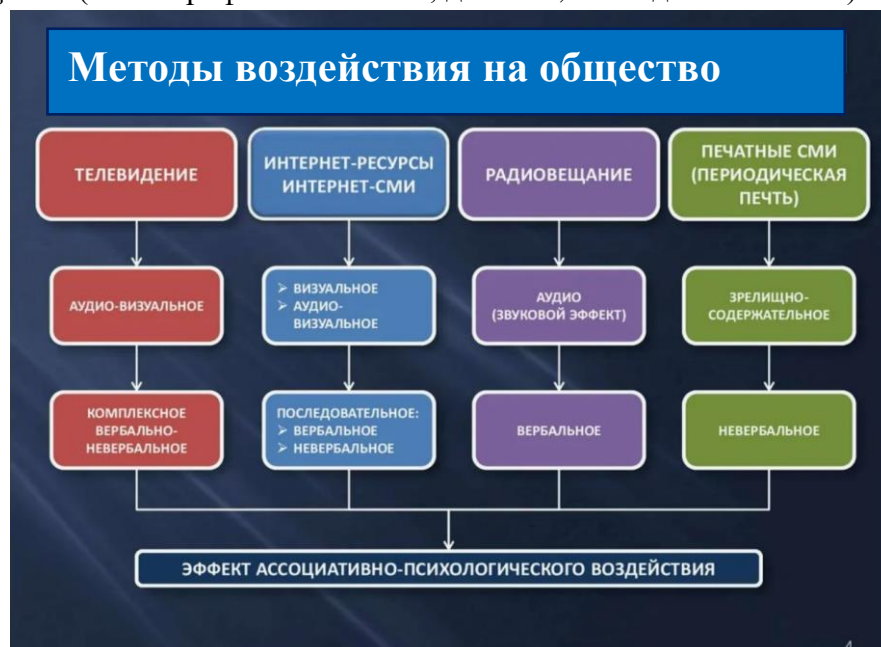 Методы воздействия на общество
ТЕЛЕВИДЕНИЕ
ИНТЕРНЕТ-РЕСУРСЫ
ИНТЕРНЕТ-СМИ
РАДИОВЕЩАНИЕ
ПЕЧАТНЫЕ СМИ
(ПЕРИОДИЧЕСКАЯ
ПЕЧТЬ)
АУДИО-ВИЗУАЛЬНОЕ
➢ ВИЗУАЛЬНОЕ
➢ АУДИО-
ВИЗУАЛЬНОЕ
АУДИО
(ЗВУКОВОЙ ЭФФЕКТ)
ЗРЕЛИЩНО-
СОДЕРЖАТЕЛЬНОЕ
КОМПЛЕКСНОЕ
ВЕРБАЛЬНО-
НЕВЕРБАЛЬНОЕ
ПОСЛЕДОВАТЕЛЬНОЕ:
➢ ВЕРБАЛЬНОЕ
➢ НЕВЕРБАЛЬНОЕ
ВЕРБАЛЬНОЕ
НЕВЕРБАЛЬНОЕ
ЭФФЕКТ АССОЦИАТИВНО-ПСИХОЛОГИЧЕСКОГО ВОЗДЕЙСТВИЯ